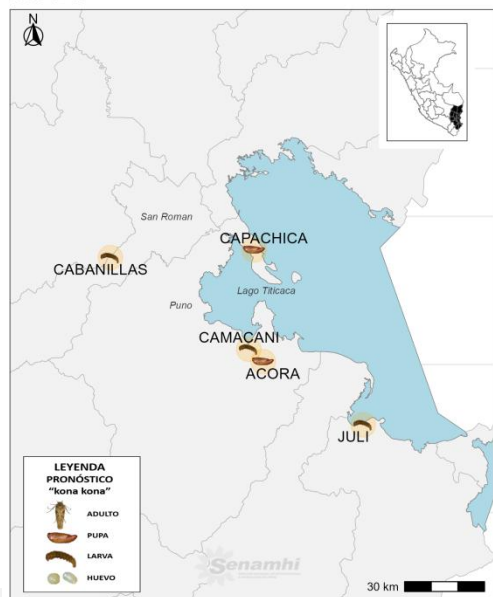 N
San Roman
CAPACHICA
CABANILLAS
Lago Titicaca
Puno
CAMACANI
ACORA
JULI
LEYENDA
PRONÓSTICO
“kona kona”
ADULTO
PUPA
LARVA
HUEVO
Senamhi
30 km